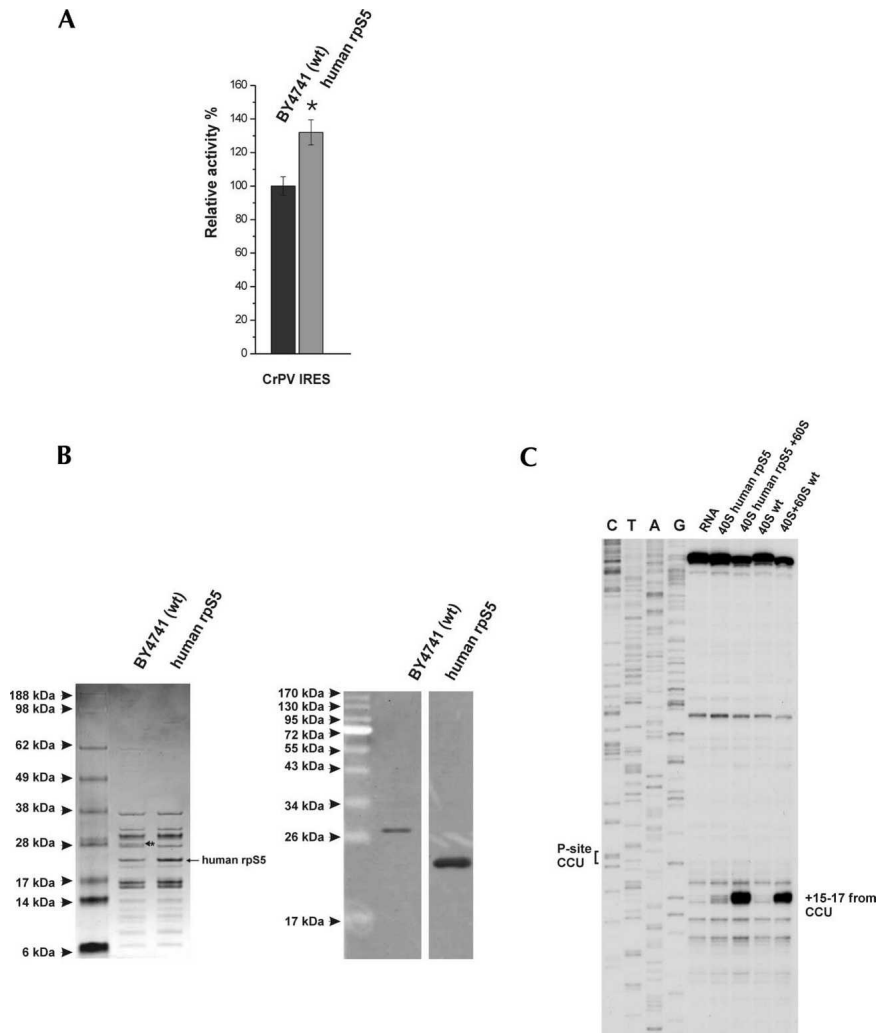 A
BY4741 (wt)
human rpS5
*
Relative activity %
160
140
120
100
80
60
40
20
0
CrPV IRES
B
BY4741 (wt)
human rpS5
188 kDa
98 kDa
62 kDa
49 kDa
38 kDa
28 kDa
17 kDa
14 kDa
6 kDa
*
human rpS5
BY4741 (wt)
human rpS5
170 kDa
130 kDa
95 kDa
72 kDa
55 kDa
43 kDa
34 kDa
26 kDa
17 kDa
C
C T A G
RNA
40S human rpS5
40S human rpS5 +60S
40S wt
40S+60S wt
P-site
CCU
+15-17 from
CCU